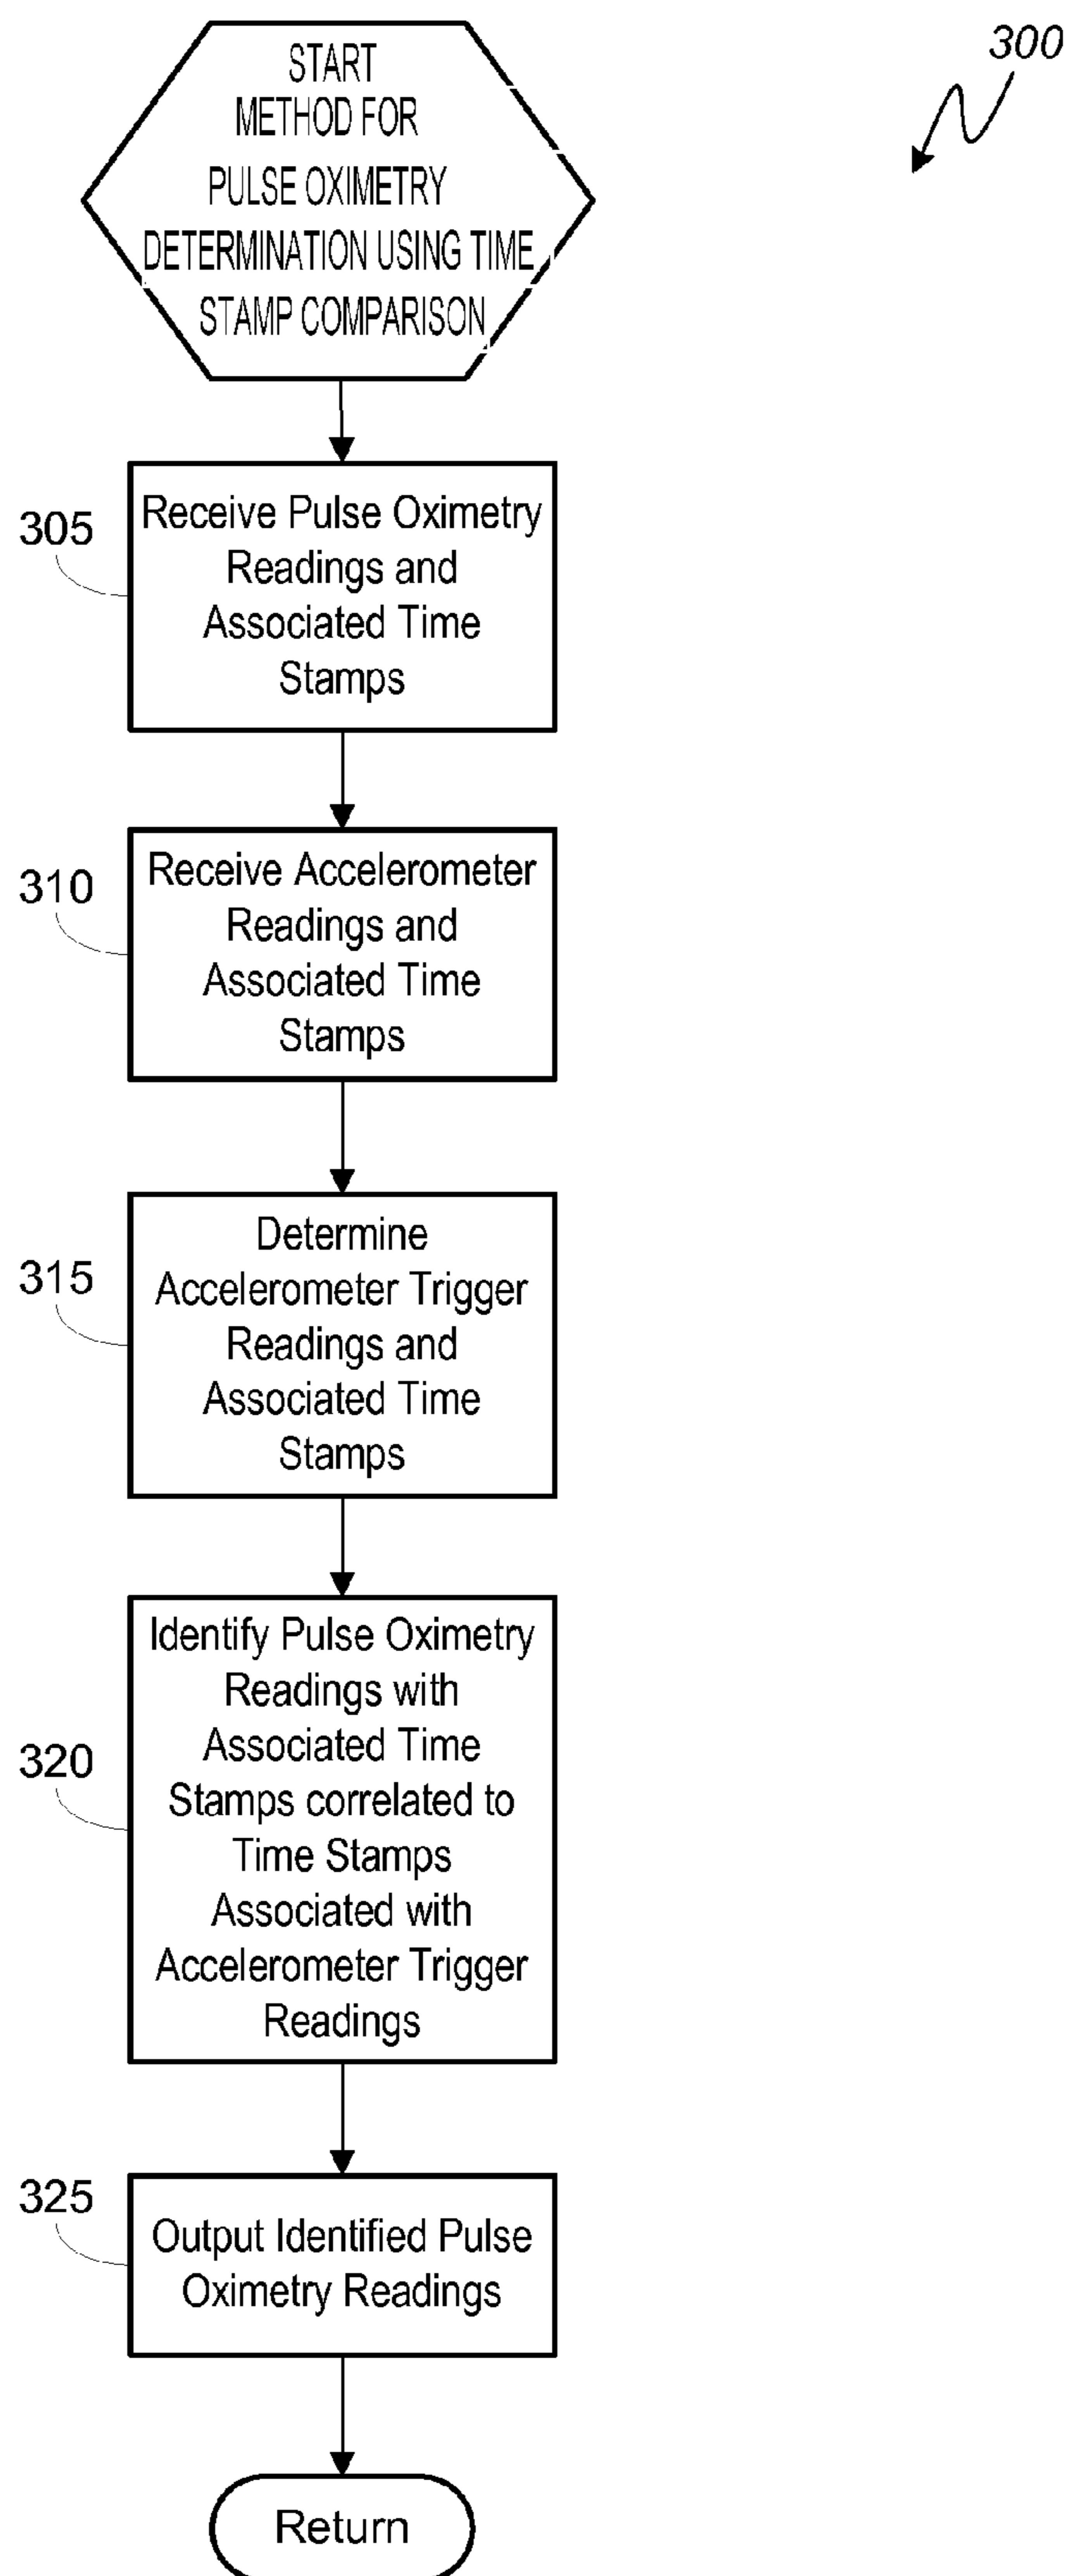 300
START
METHOD FOR
PULSE OXIMETRY
DETERMINATION USING TIME
STAMP COMPARISON
305
Receive Pulse Oximetry
Readings and
Associated Time
Stamps
310
Receive Accelerometer
Readings and
Associated Time
Stamps
315
Determine
Accelerometer Trigger
Readings and
Associated Time
Stamps
320
Identify Pulse Oximetry
Readings with
Associated Time
Stamps correlated to
Time Stamps
Associated with
Accelerometer Trigger
Readings
325
Output Identified Pulse
Oximetry Readings
Return